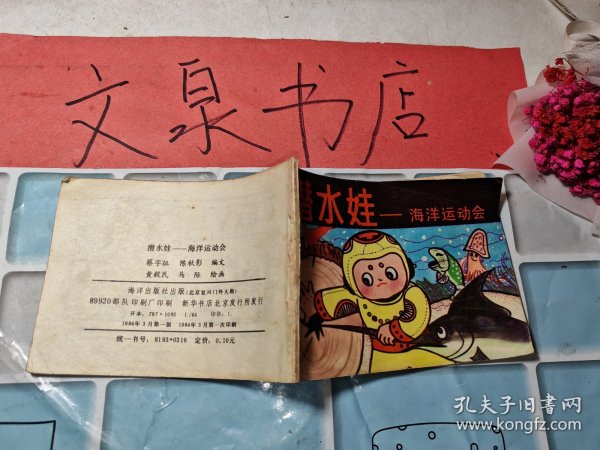 文泉书店
潜水娃
——
海洋运动会
潜水娃——海洋运动会
蔡字征 陈秋影 编文
黄毅民 马陈 绘画
海洋出版社出版（北京复兴门外大街）
89920部队印刷厂印刷 新华书店北京发行所发行
开本：787×1092 1/64 印张：1
1984年3月第一版 1984年3月第一次印刷
统一书号：8193·0316 定价：0.10元
孔夫子旧书网
www.kongfz.com